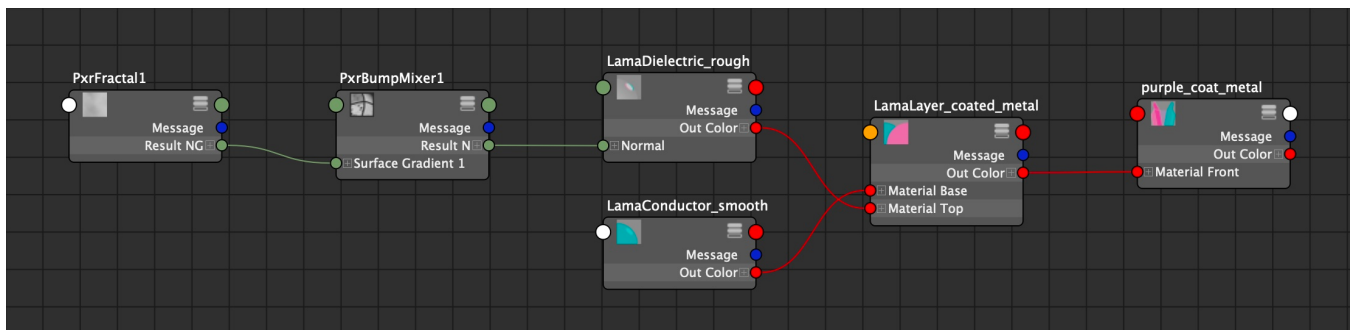 PxrFractal1
Message
Result NG
PxrBumpMixer1
Message
Result N
Surface Gradient 1
LamaDielectric_rough
Message
Out Color
Normal
LamaConductor_smooth
Message
Out Color
LamaLayer_coated_metal
Message
Out Color
Material Base
Material Top
purple_coat_metal
Message
Out Color
Material Front